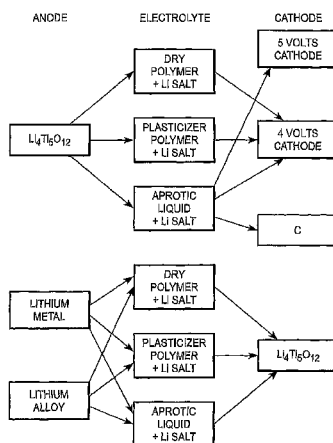 ANODE
ELECTROLYTE
CATHODE
5 VOLTS
CATHODE
DRY
POLYMER
+ Li SALT
Li4Ti5O12
PLASTICIZER
POLYMER
+ Li SALT
4 VOLTS
CATHODE
APROTIC
LIQUID
+ Li SALT
C
DRY
POLYMER
+ Li SALT
LITHIUM
METAL
PLASTICIZER
POLYMER
+ Li SALT
Li4Ti5O12
LITHIUM
ALLOY
APROTIC
LIQUID
+ Li SALT